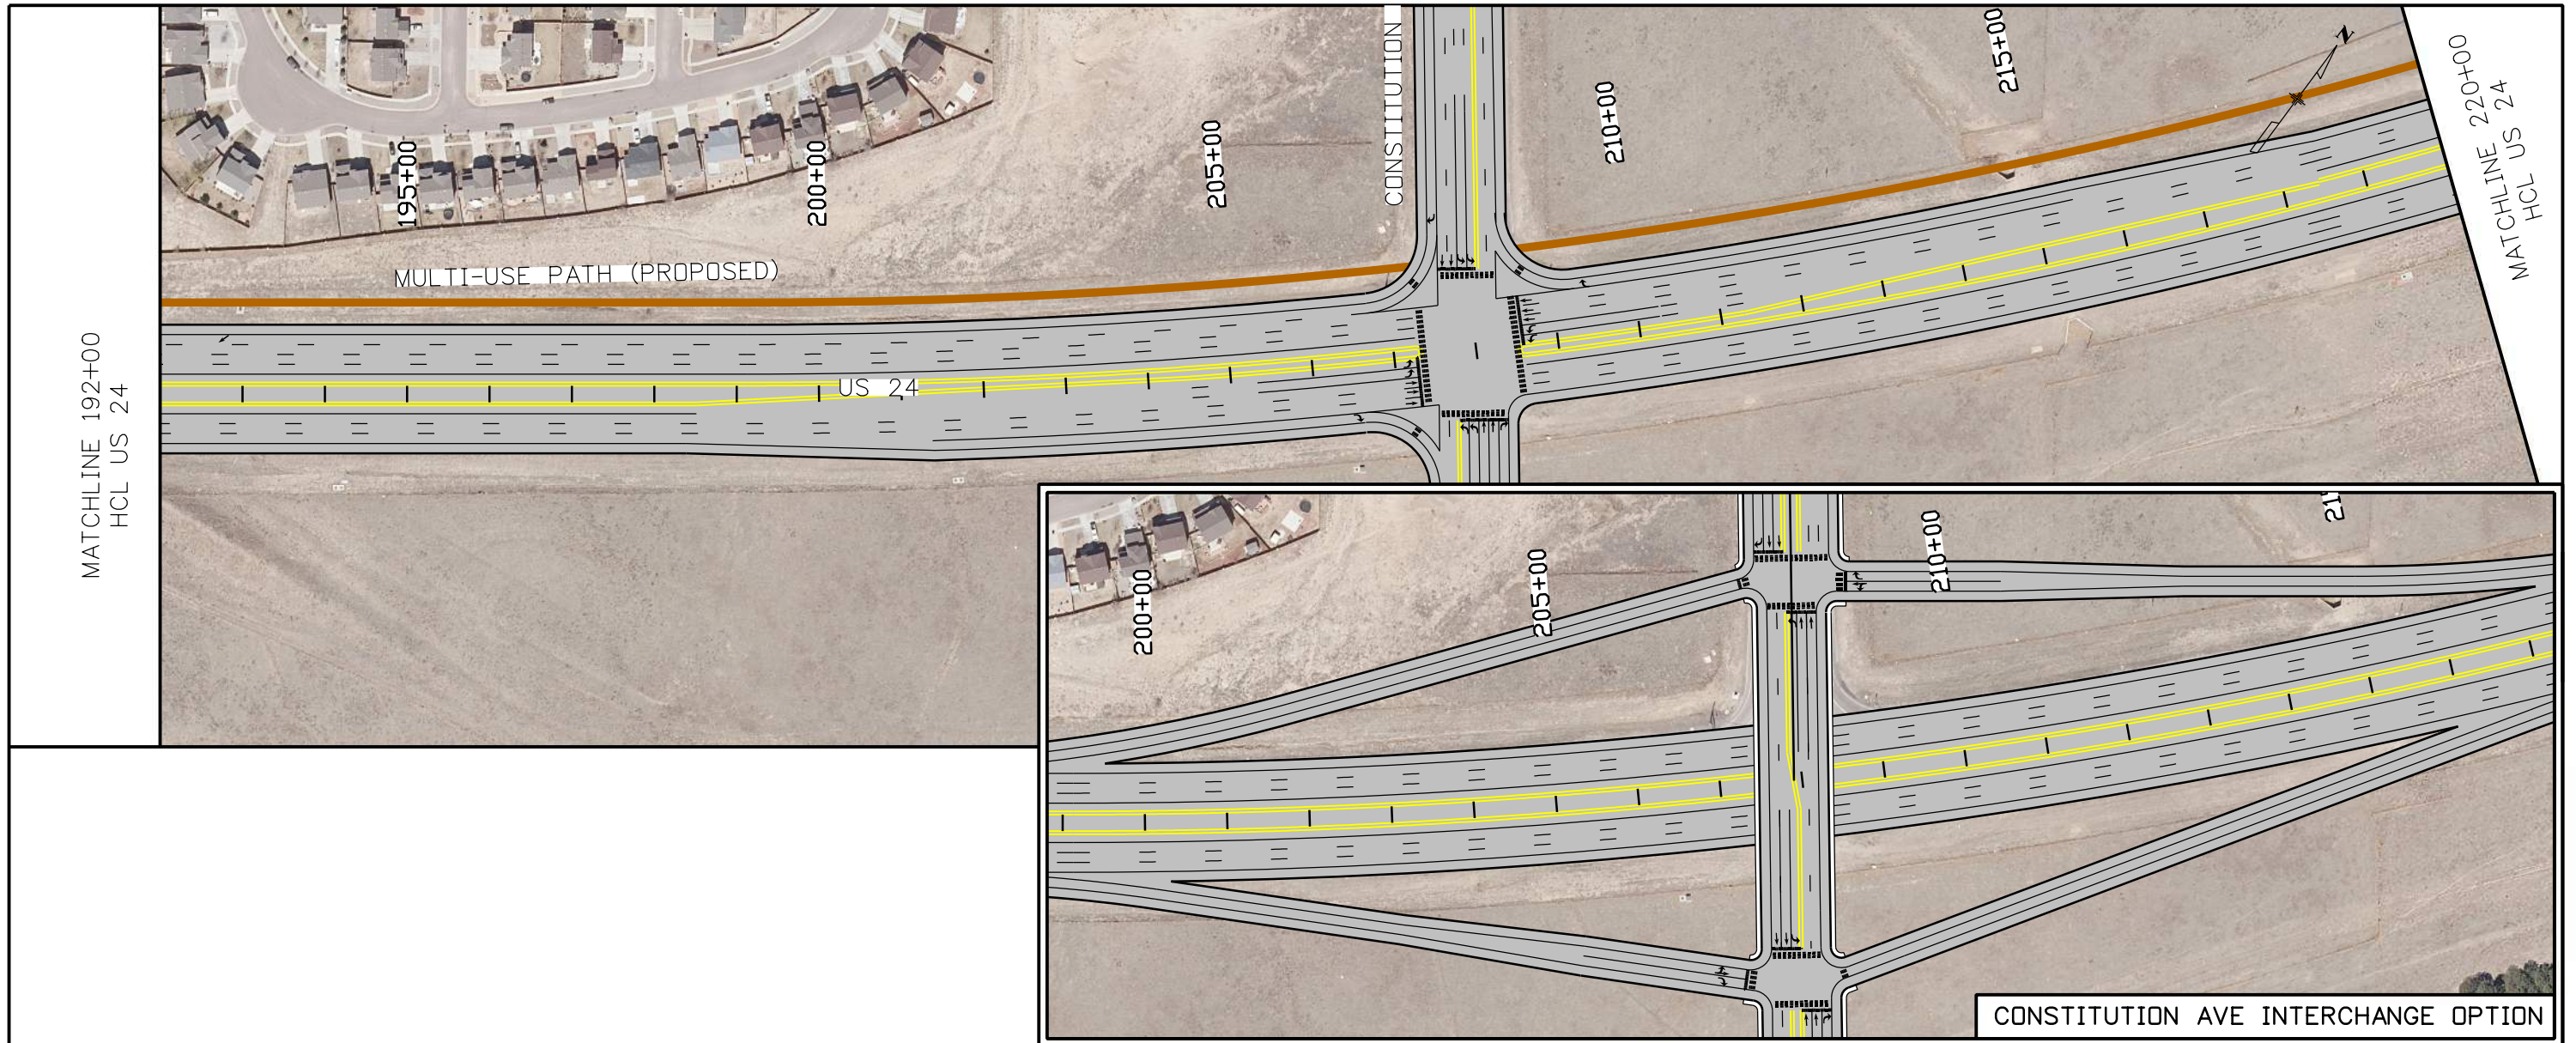 MATCHLINE 192+00
HCL US 24
195+00
200+00
205+00
CONSTITUTION
210+00
215+00
N
MATCHLINE 220+00
HCL US 24
MULTI-USE PATH (PROPOSED)
US 24
200+00
205+00
210+00
CONSTITUTION AVE INTERCHANGE OPTION